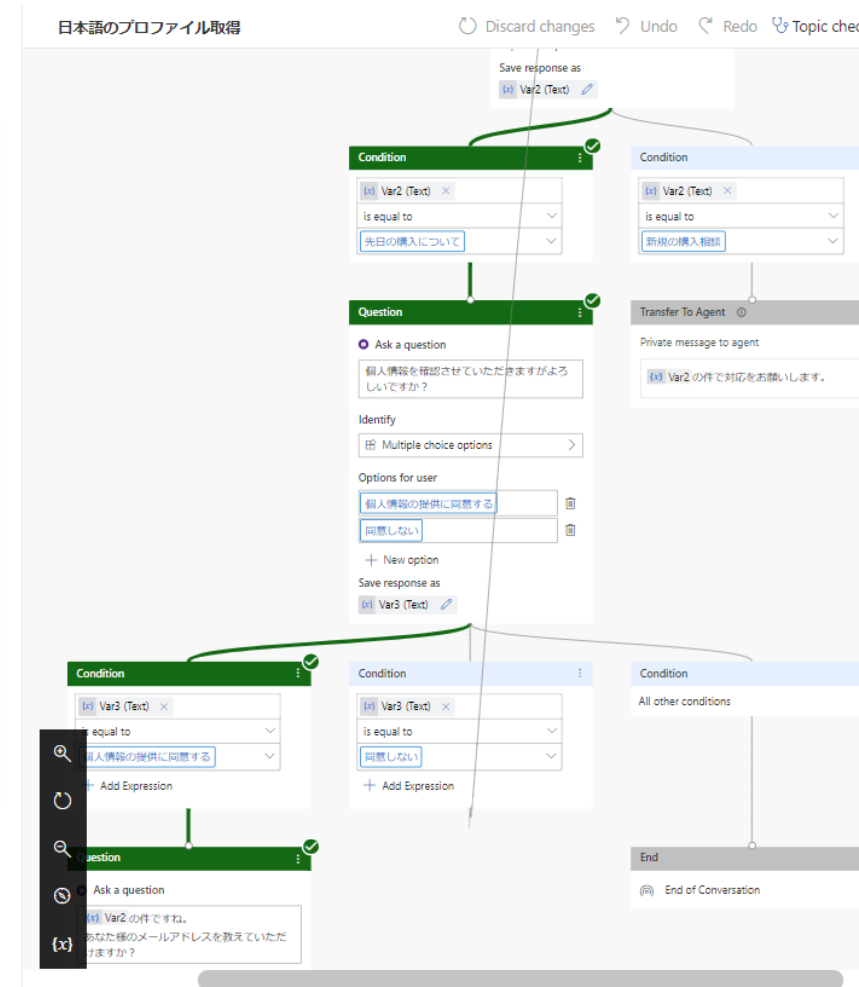 日本語のプロファイル取得
Discard changes
Undo
Redo
Topic chec
Save response as
{x} Var2 (Text)
Condition
{x} Var2 (Text) ×
is equal to
先日の購入について
Condition
{x} Var2 (Text) ×
is equal to
新規の購入相談
Question
Ask a question
個人情報を確認させていただきますがよろ
しいですか？
Identify
Multiple choice options
Options for user
個人情報の提供に同意する
同意しない
+ New option
Save response as
{x} Var3 (Text)
Transfer To Agent
Private message to agent
{x} Var2 の件で対応をお願いします。
Condition
{x} Var3 (Text) ×
is equal to
個人情報の提供に同意する
+ Add Expression
Condition
{x} Var3 (Text) ×
is equal to
同意しない
+ Add Expression
Condition
All other conditions
Question
Ask a question
{x} Var2 の件ですね。
あなた様のメールアドレスを教えていただ
けますか？
End
End of Conversation
{x}